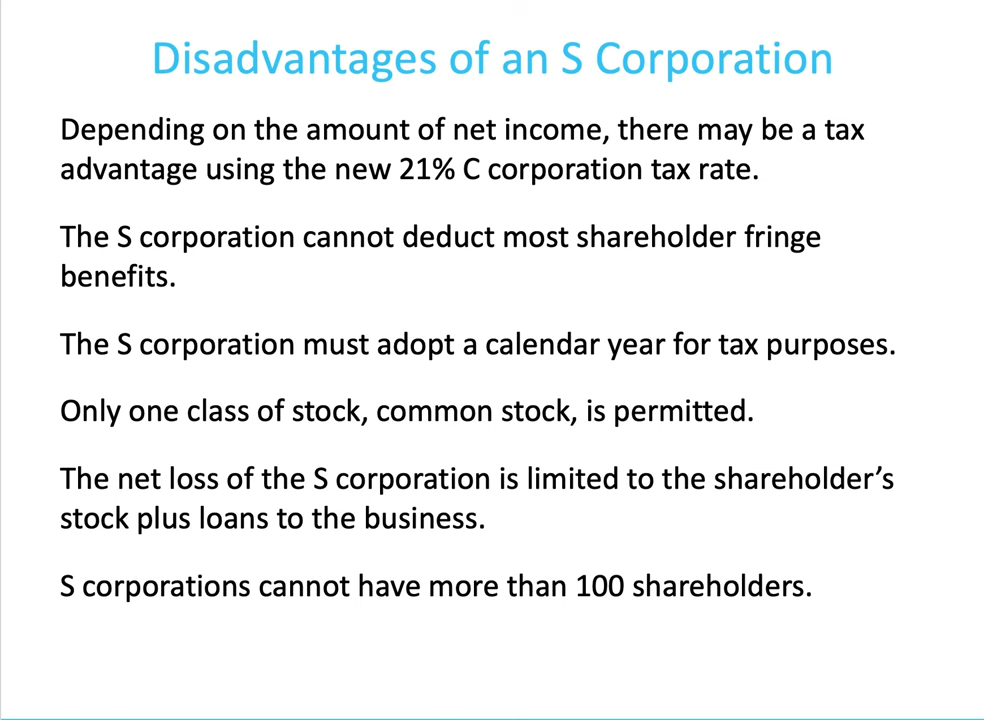 Disadvantages of an S Corporation
Depending on the amount of net income, there may be a tax
advantage using the new 21% C corporation tax rate.
The S corporation cannot deduct most shareholder fringe
benefits.
The S corporation must adopt a calendar year for tax purposes.
Only one class of stock, common stock, is permitted.
The net loss of the S corporation is limited to the shareholder’s
stock plus loans to the business.
S corporations cannot have more than 100 shareholders.